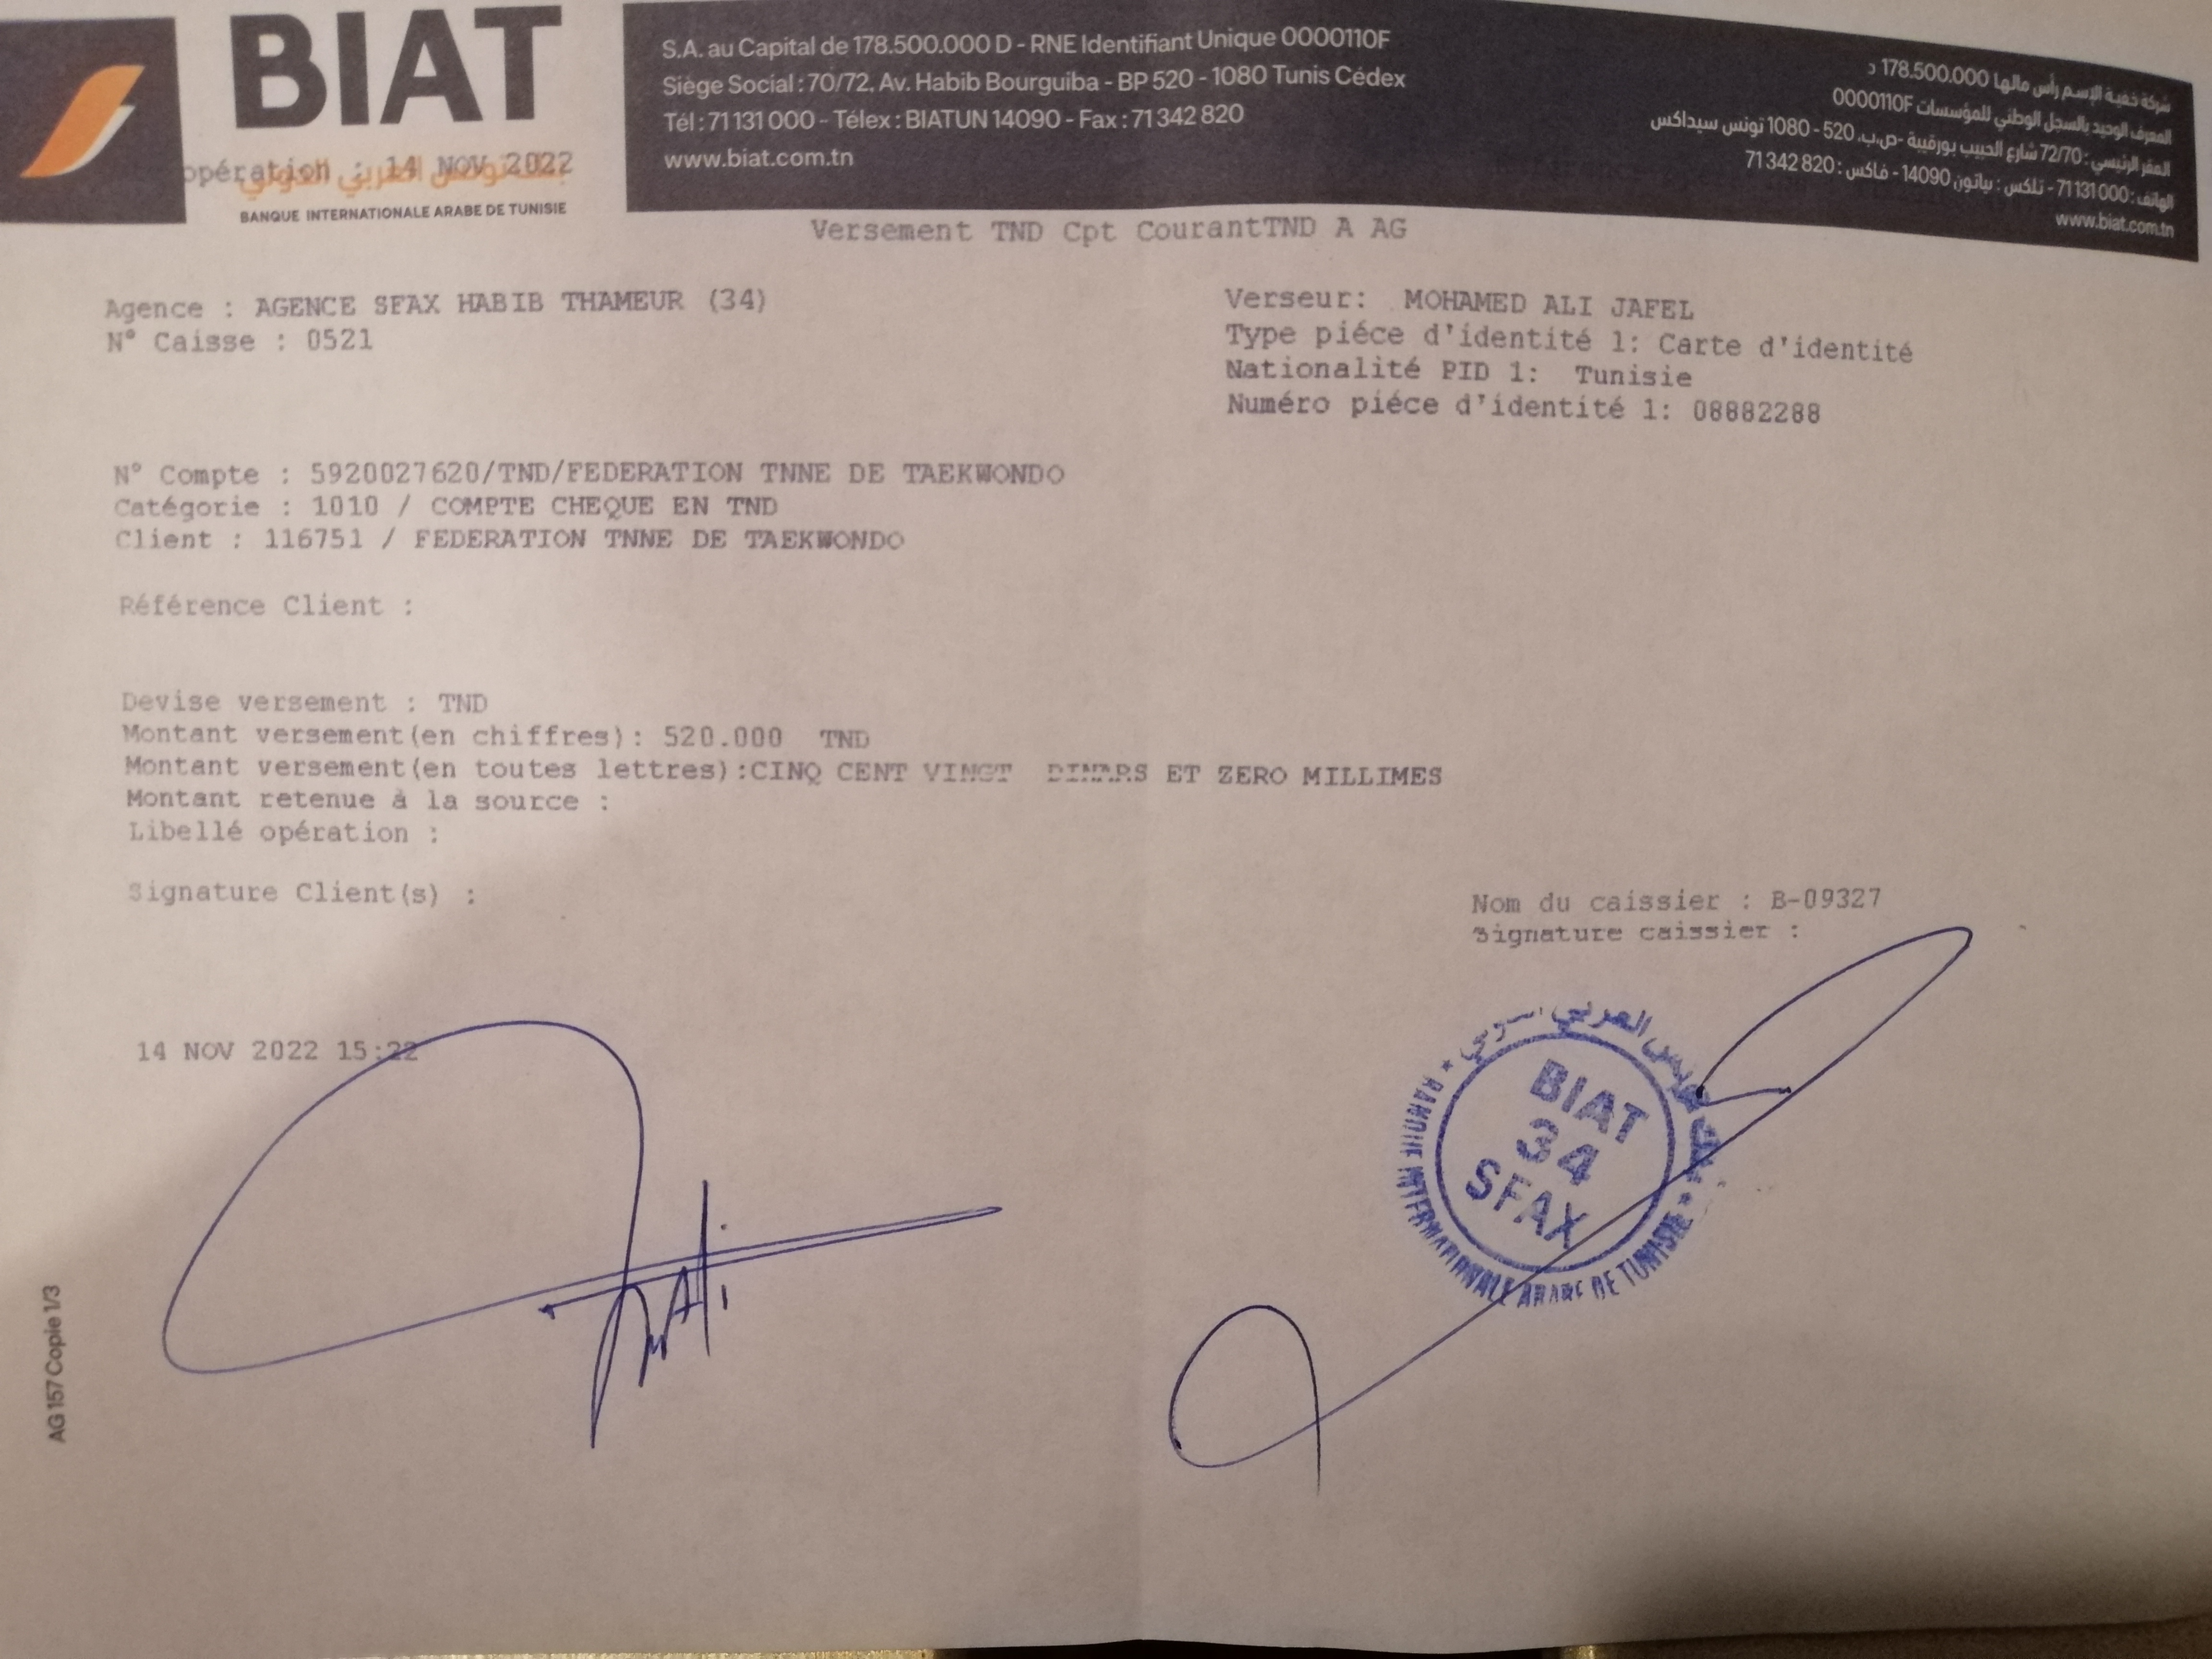 BIAT
opération : 14 NOV 2022
بنك تونس العربي الدولي
BANQUE INTERNATIONALE ARABE DE TUNISIE
S.A. au Capital de 178.500.000 D - RNE Identifiant Unique 0000110F
Siège Social : 70/72, Av. Habib Bourguiba - BP 520 - 1080 Tunis Cédex
Tél : 71 131 000 - Télex : BIATUN 14090 - Fax : 71 342 820
www.biat.com.tn
شركة خفية الإسم رأس مالها 178.500.000 د
المعرف الوحيد بالسجل الوطني للمؤسسات 0000110F
المقر الرئيسي : 72/70 شارع الحبيب بورقيبة -ص.ب. 520 - 1080 تونس سيداكس
الهاتف : 71131 000 - تلكس : بياتون 14090 - فاكس : 820 342 71
www.biat.com.tn
Versement TND Cpt CourantTND A AG
Agence : AGENCE SFAX HABIB THAMEUR (34)
N° Caisse : 0521
Verseur: MOHAMED ALI JAFEL
Type piéce d'identité 1: Carte d'identité
Nationalité PID 1: Tunisie
Numéro piéce d'identité 1: 08882288
N° Compte : 5920027620/TND/FEDERATION TNNE DE TAEKWONDO
Catégorie : 1010 / COMPTE CHEQUE EN TND
Client : 116751 / FEDERATION TNNE DE TAEKWONDO
Référence Client :
Devise versement : TND
Montant versement(en chiffres): 520.000 TND
Montant versement(en toutes lettres):CINQ CENT VINGT DINARS ET ZERO MILLIMES
Montant retenue à la source :
Libellé opération :
Signature Client(s) :
Nom du caissier : B-09327
Signature caissier :
14 NOV 2022 15:22
BIAT
34
SFAX
BANQUE INTERNATIONALE ARABE DE TUNISIE
AG 157 Copie 1/3